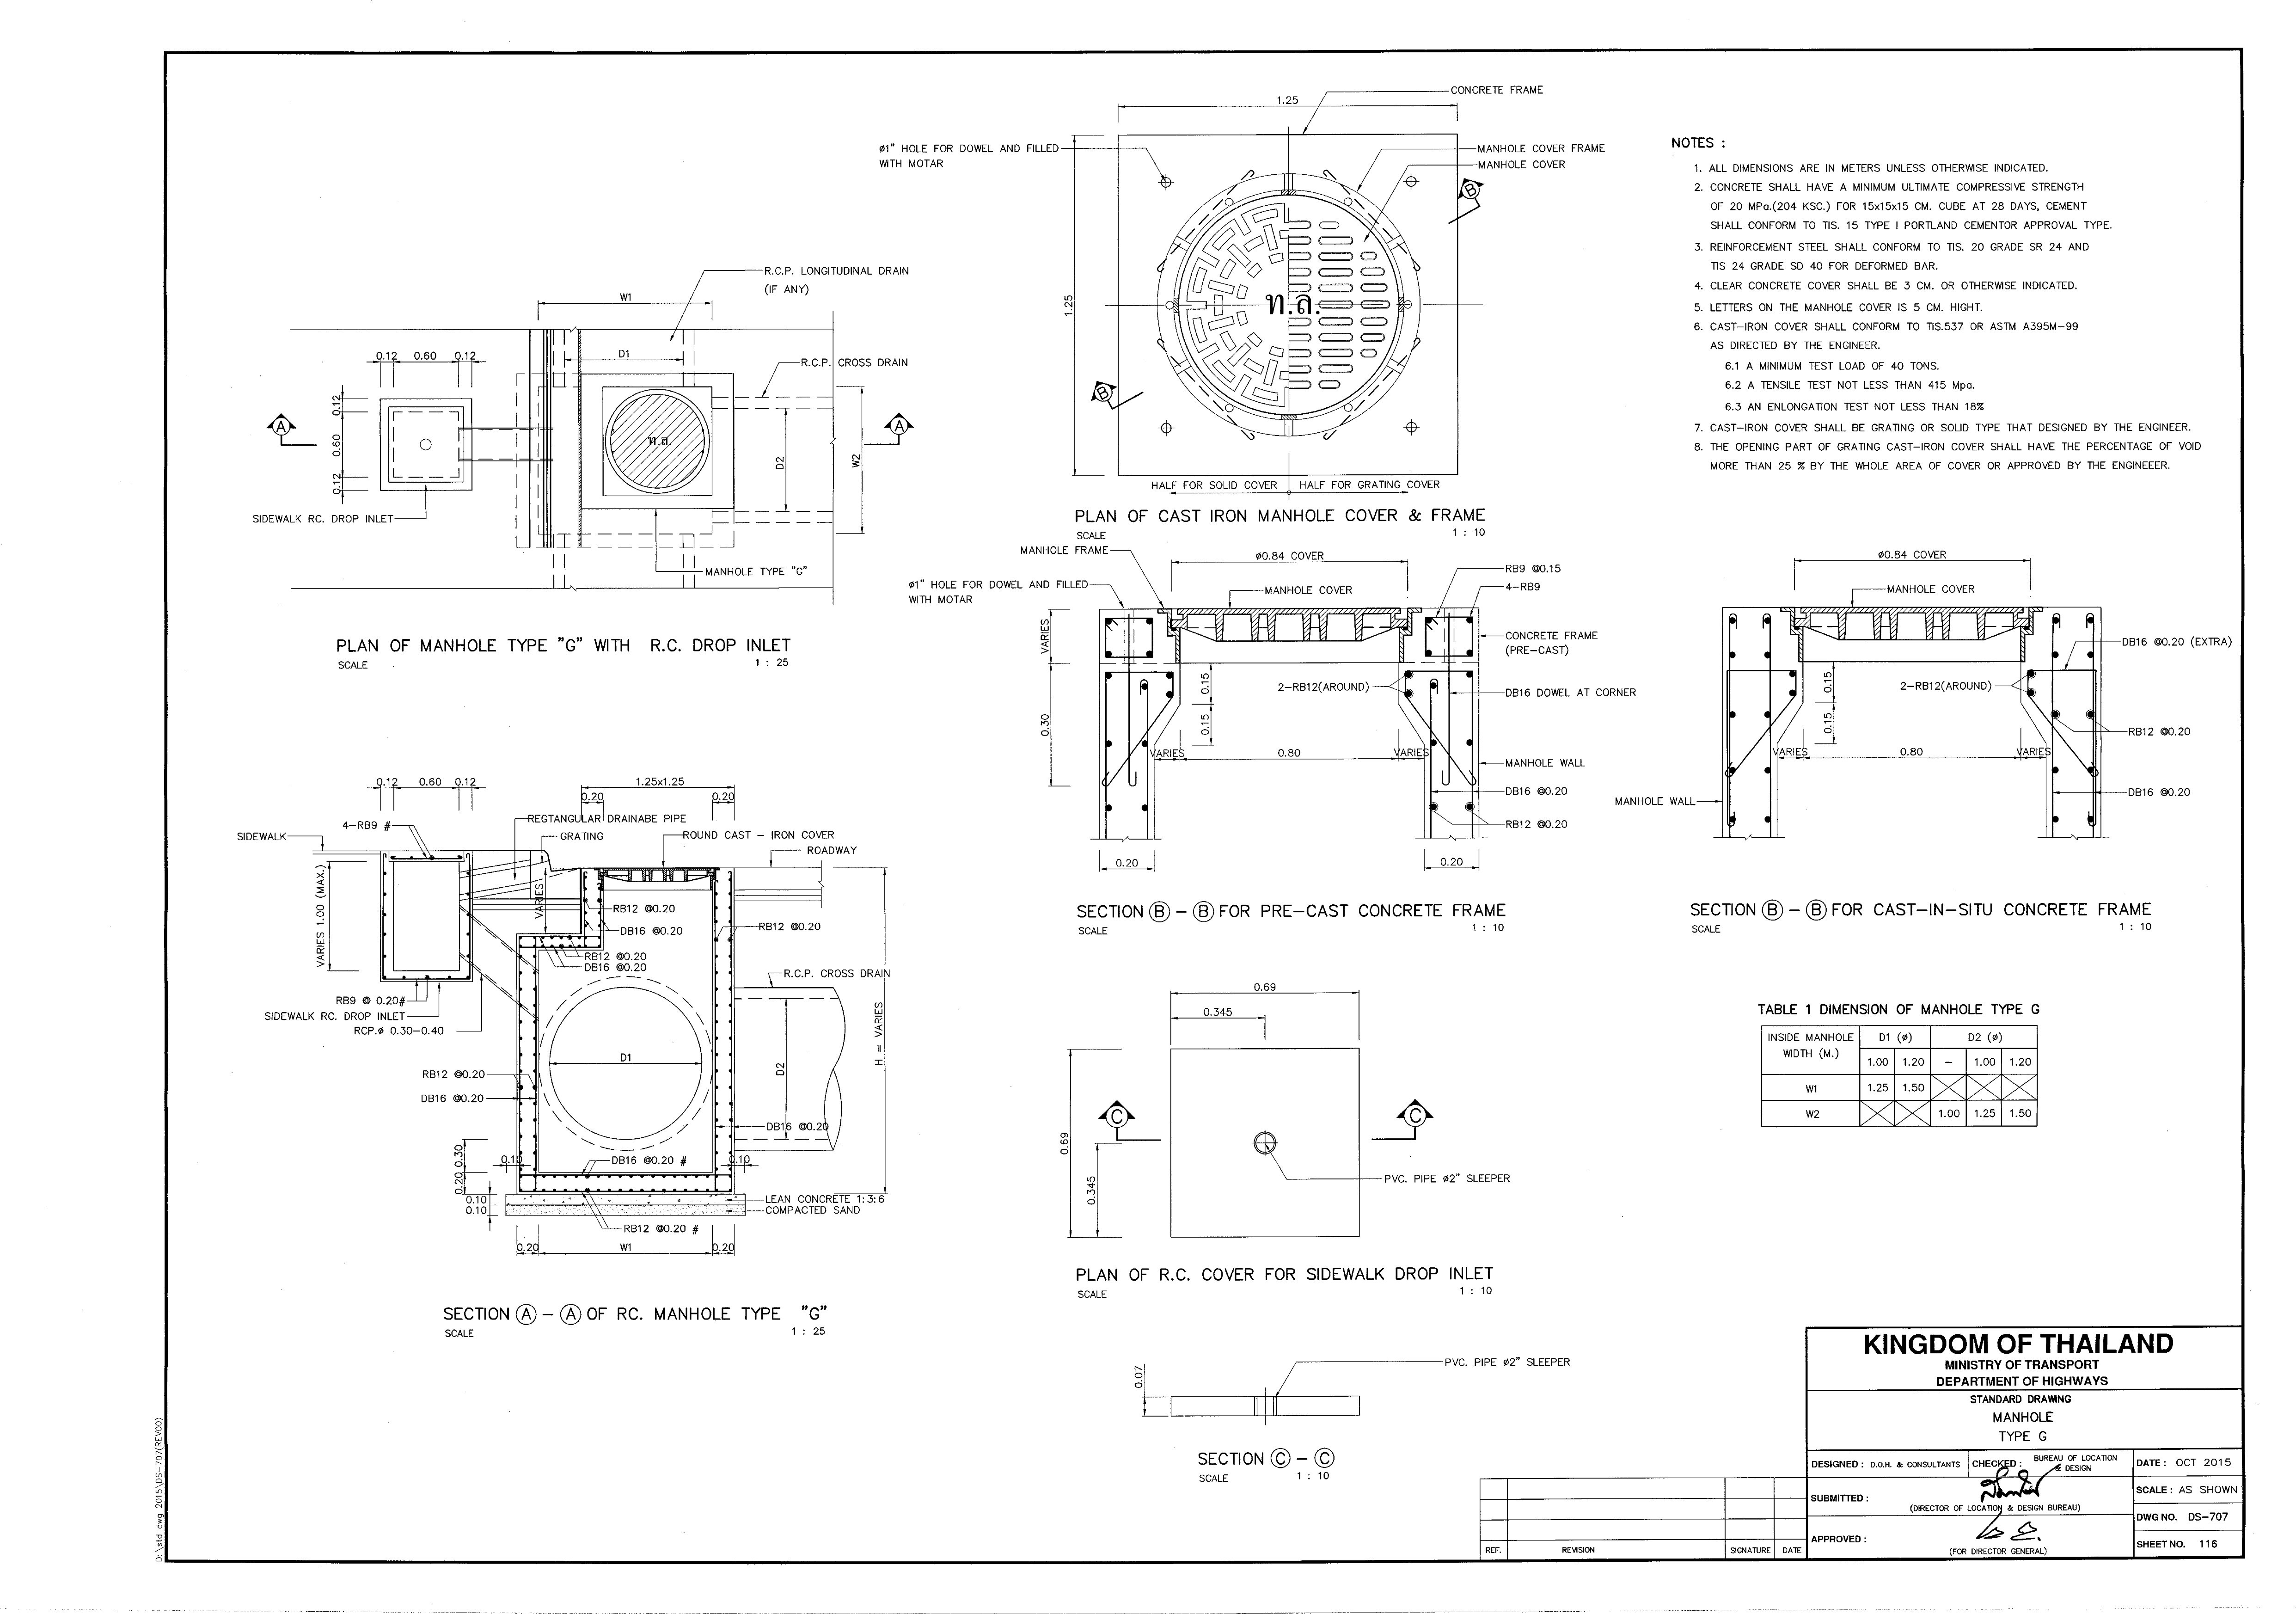 1.25
CONCRETE FRAME
ø1" HOLE FOR DOWEL AND FILLED
WITH MOTAR
MANHOLE COVER FRAME
MANHOLE COVER
B
B
1.25
ท.ล.
HALF FOR SOLID COVER
HALF FOR GRATING COVER
PLAN OF CAST IRON MANHOLE COVER & FRAME
SCALE
1 : 10
NOTES :
1. ALL DIMENSIONS ARE IN METERS UNLESS OTHERWISE INDICATED.
2. CONCRETE SHALL HAVE A MINIMUM ULTIMATE COMPRESSIVE STRENGTH
OF 20 MPa.(204 KSC.) FOR 15x15x15 CM. CUBE AT 28 DAYS, CEMENT
SHALL CONFORM TO TIS. 15 TYPE I PORTLAND CEMENTOR APPROVAL TYPE.
3. REINFORCEMENT STEEL SHALL CONFORM TO TIS. 20 GRADE SR 24 AND
TIS 24 GRADE SD 40 FOR DEFORMED BAR.
4. CLEAR CONCRETE COVER SHALL BE 3 CM. OR OTHERWISE INDICATED.
5. LETTERS ON THE MANHOLE COVER IS 5 CM. HIGHT.
6. CAST-IRON COVER SHALL CONFORM TO TIS.537 OR ASTM A395M-99
AS DIRECTED BY THE ENGINEER.
6.1 A MINIMUM TEST LOAD OF 40 TONS.
6.2 A TENSILE TEST NOT LESS THAN 415 Mpa.
6.3 AN ENLONGATION TEST NOT LESS THAN 18%
7. CAST-IRON COVER SHALL BE GRATING OR SOLID TYPE THAT DESIGNED BY THE ENGINEER.
8. THE OPENING PART OF GRATING CAST-IRON COVER SHALL HAVE THE PERCENTAGE OF VOID
MORE THAN 25 % BY THE WHOLE AREA OF COVER OR APPROVED BY THE ENGINEEER.
R.C.P. LONGITUDINAL DRAIN
(IF ANY)
W1
D1
R.C.P. CROSS DRAIN
0.12 0.60 0.12
0.12
0.60
0.12
A
A
ท.ล.
D2
W2
SIDEWALK RC. DROP INLET
MANHOLE TYPE "G"
PLAN OF MANHOLE TYPE "G" WITH R.C. DROP INLET
SCALE
1 : 25
MANHOLE FRAME
ø0.84 COVER
ø1" HOLE FOR DOWEL AND FILLED
WITH MOTAR
MANHOLE COVER
RB9 @0.15
4-RB9
VARIES
CONCRETE FRAME
(PRE-CAST)
0.15
2-RB12(AROUND)
DB16 DOWEL AT CORNER
0.30
0.15
VARIES
0.80
VARIES
MANHOLE WALL
DB16 @0.20
RB12 @0.20
0.20
0.20
SECTION B - B FOR PRE-CAST CONCRETE FRAME
SCALE
1 : 10
ø0.84 COVER
MANHOLE COVER
DB16 @0.20 (EXTRA)
0.15
2-RB12(AROUND)
0.15
RB12 @0.20
VARIES
0.80
VARIES
DB16 @0.20
MANHOLE WALL
SECTION B - B FOR CAST-IN-SITU CONCRETE FRAME
SCALE
1 : 10
0.12 0.60 0.12
1.25x1.25
0.20
0.20
4-RB9 #
REGTANGULAR DRAINABE PIPE
SIDEWALK
GRATING
ROUND CAST - IRON COVER
ROADWAY
VARIES 1.00 (MAX.)
VARIES
RB12 @0.20
DB16 @0.20
RB12 @0.20
RB12 @0.20
DB16 @0.20
R.C.P. CROSS DRAIN
RB9 @ 0.20#
SIDEWALK RC. DROP INLET
RCP.ø 0.30-0.40
H = VARIES
D1
D2
RB12 @0.20
DB16 @0.20
DB16 @0.20
0.30
0.10
DB16 @0.20 #
0.10
0.20
0.10
0.10
LEAN CONCRETE 1:3:6
COMPACTED SAND
RB12 @0.20 #
0.20
W1
0.20
SECTION A - A OF RC. MANHOLE TYPE "G"
SCALE
1 : 25
0.69
0.345
0.69
0.345
C
C
PVC. PIPE ø2" SLEEPER
PLAN OF R.C. COVER FOR SIDEWALK DROP INLET
SCALE
1 : 10
0.07
PVC. PIPE ø2" SLEEPER
SECTION C - C
SCALE
1 : 10
TABLE 1 DIMENSION OF MANHOLE TYPE G
INSIDE MANHOLE
WIDTH (M.)
D1 (ø)
D2 (ø)
1.00 1.20 - 1.00 1.20
W1 1.25 1.50
W2 1.00 1.25 1.50
KINGDOM OF THAILAND
MINISTRY OF TRANSPORT
DEPARTMENT OF HIGHWAYS
STANDARD DRAWING
MANHOLE
TYPE G
DESIGNED : D.O.H. & CONSULTANTS
CHECKED : BUREAU OF LOCATION
& DESIGN
DATE : OCT 2015
SUBMITTED :
(DIRECTOR OF LOCATION & DESIGN BUREAU)
SCALE : AS SHOWN
DWG NO. DS-707
APPROVED :
(FOR DIRECTOR GENERAL)
SHEET NO. 116
REF. REVISION SIGNATURE DATE
D:\std dwg 2015\DS-707(REV00)